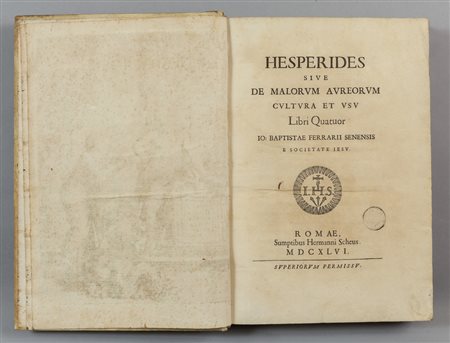 HESPERIDES
SIVE
DE MALORVM AVREORVM
CVLTVRA ET VSV
Libri Quatuor
IO: BAPTISTAE FERRARII SENENSIS
E SOCIETATE IESV.
IHS
ROMAE,
Sumptibus Hermanni Scheus.
MDCXLVI.
SVPERIORVM PERMISSV.